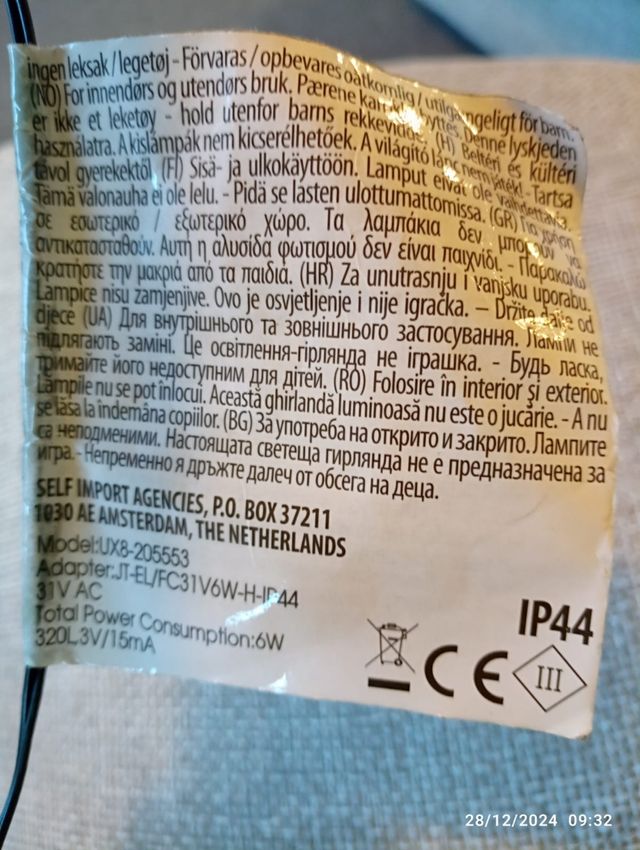 ingen leksak / legetøj - Förvaras / opbevares oåtkomlig / utilgængeligt för barn.
(NO) For innendørs og utendørs bruk. Pærene kan byttes. Denne lyskjeden
er ikke et leketøy - hold utenfor barns rekkevidde. (H) Beltéri és kültéri
használatra. A kislámpák nem kicserélhetőek. A világító lánc nem játék! - Tartsa
távol gyerekektől (FI) Sisä- ja ulkokäyttöön. Lamput eivät ole vaihdettavia.
Tämä valonauha ei ole lelu. - Pidä se lasten ulottumattomissa. (GR) Για χρήση
σε εσωτερικό / εξωτερικό χώρο. Τα λαμπάκια δεν μπορούν να
αντικατασταθούν. Αυτή η αλυσίδα φωτισμού δεν είναι παιχνίδι. - Παρακαλώ
κρατήστε την μακριά από τα παιδιά. (HR) Za unutrasnju i vanjsku uporabu.
Lampice nisu zamjenjive. Ovo je osvjetljenje i nije igračka. – Držite dalje od
djece (UA) Для внутрішнього та зовнішнього застосування. Лампи не
підлягають заміні. Це освітлення-гірлянда не іграшка. - Будь ласка,
тримайте його недоступним для дітей. (RO) Folosire în interior şi exterior.
Lămpile nu se pot înlocui. Această ghirlandă luminoasă nu este o jucărie. - A nu
se lăsa la îndemâna copiilor. (BG) За употреба на открито и закрито. Лампите
са неподменими. Настоящата светеща гирлянда не е предназначена за
игра. - Непременно я дръжте далеч от обсега на деца.
SELF IMPORT AGENCIES, P.O. BOX 37211
1030 AE AMSTERDAM, THE NETHERLANDS
Model:UX8-205553
Adapter:JT-EL/FC31V6W-H-IP44
31V AC
Total Power Consumption:6W
320L,3V/15mA
IP44
CE
III
28/12/2024 09:32